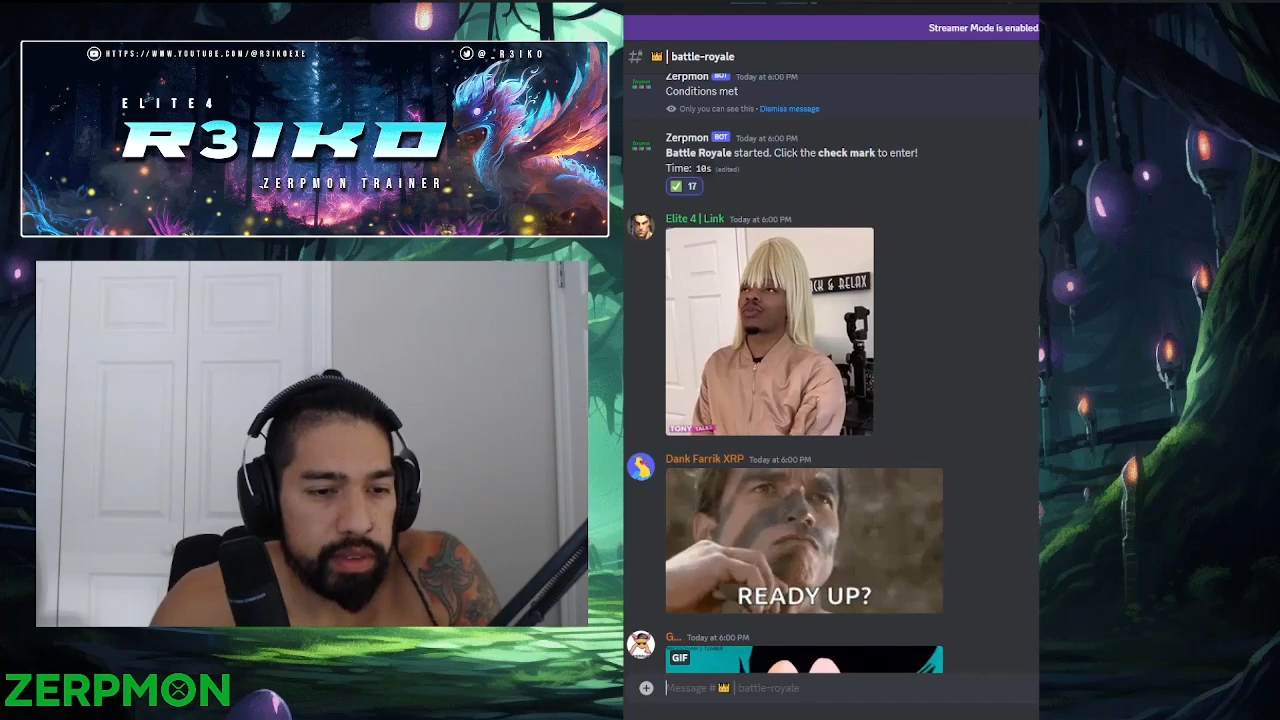 HTTPS://WWW.YOUTUBE.COM/@R3IKOEXE
@_R3IKO
ELITE4
R3IKO
ZERPMON TRAINER
ZERPMON
Streamer Mode is enabled
battle-royale
Zerpmon BOT Today at 6:00 PM
Conditions met
Only you can see this • Dismiss message
Zerpmon BOT Today at 6:00 PM
Battle Royale started. Click the check mark to enter!
Time: 10s (edited)
17
Elite 4 | Link Today at 6:00 PM
CK & RELAX
TONY TALKS
Dank Farrik XRP Today at 6:00 PM
READY UP?
G... Today at 6:00 PM
GIF
Message # | battle-royale